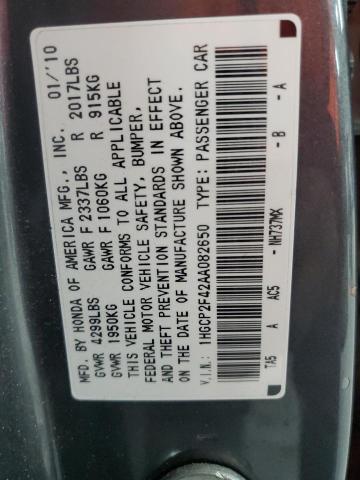 MFD. BY HONDA OF AMERICA MFG., INC. 01/'10
GVWR 4299LBS GAWR F 2337LBS R 2017LBS
GVWR 1950KG GAWR F 1060KG R 915KG
THIS VEHICLE CONFORMS TO ALL APPLICABLE
FEDERAL MOTOR VEHICLE SAFETY, BUMPER,
AND THEFT PREVENTION STANDARDS IN EFFECT
ON THE DATE OF MANUFACTURE SHOWN ABOVE.
V.I.N.: 1HGCP2F42AA082650 TYPE: PASSENGER CAR
TA5 A AC5 - NH737MX - B - A